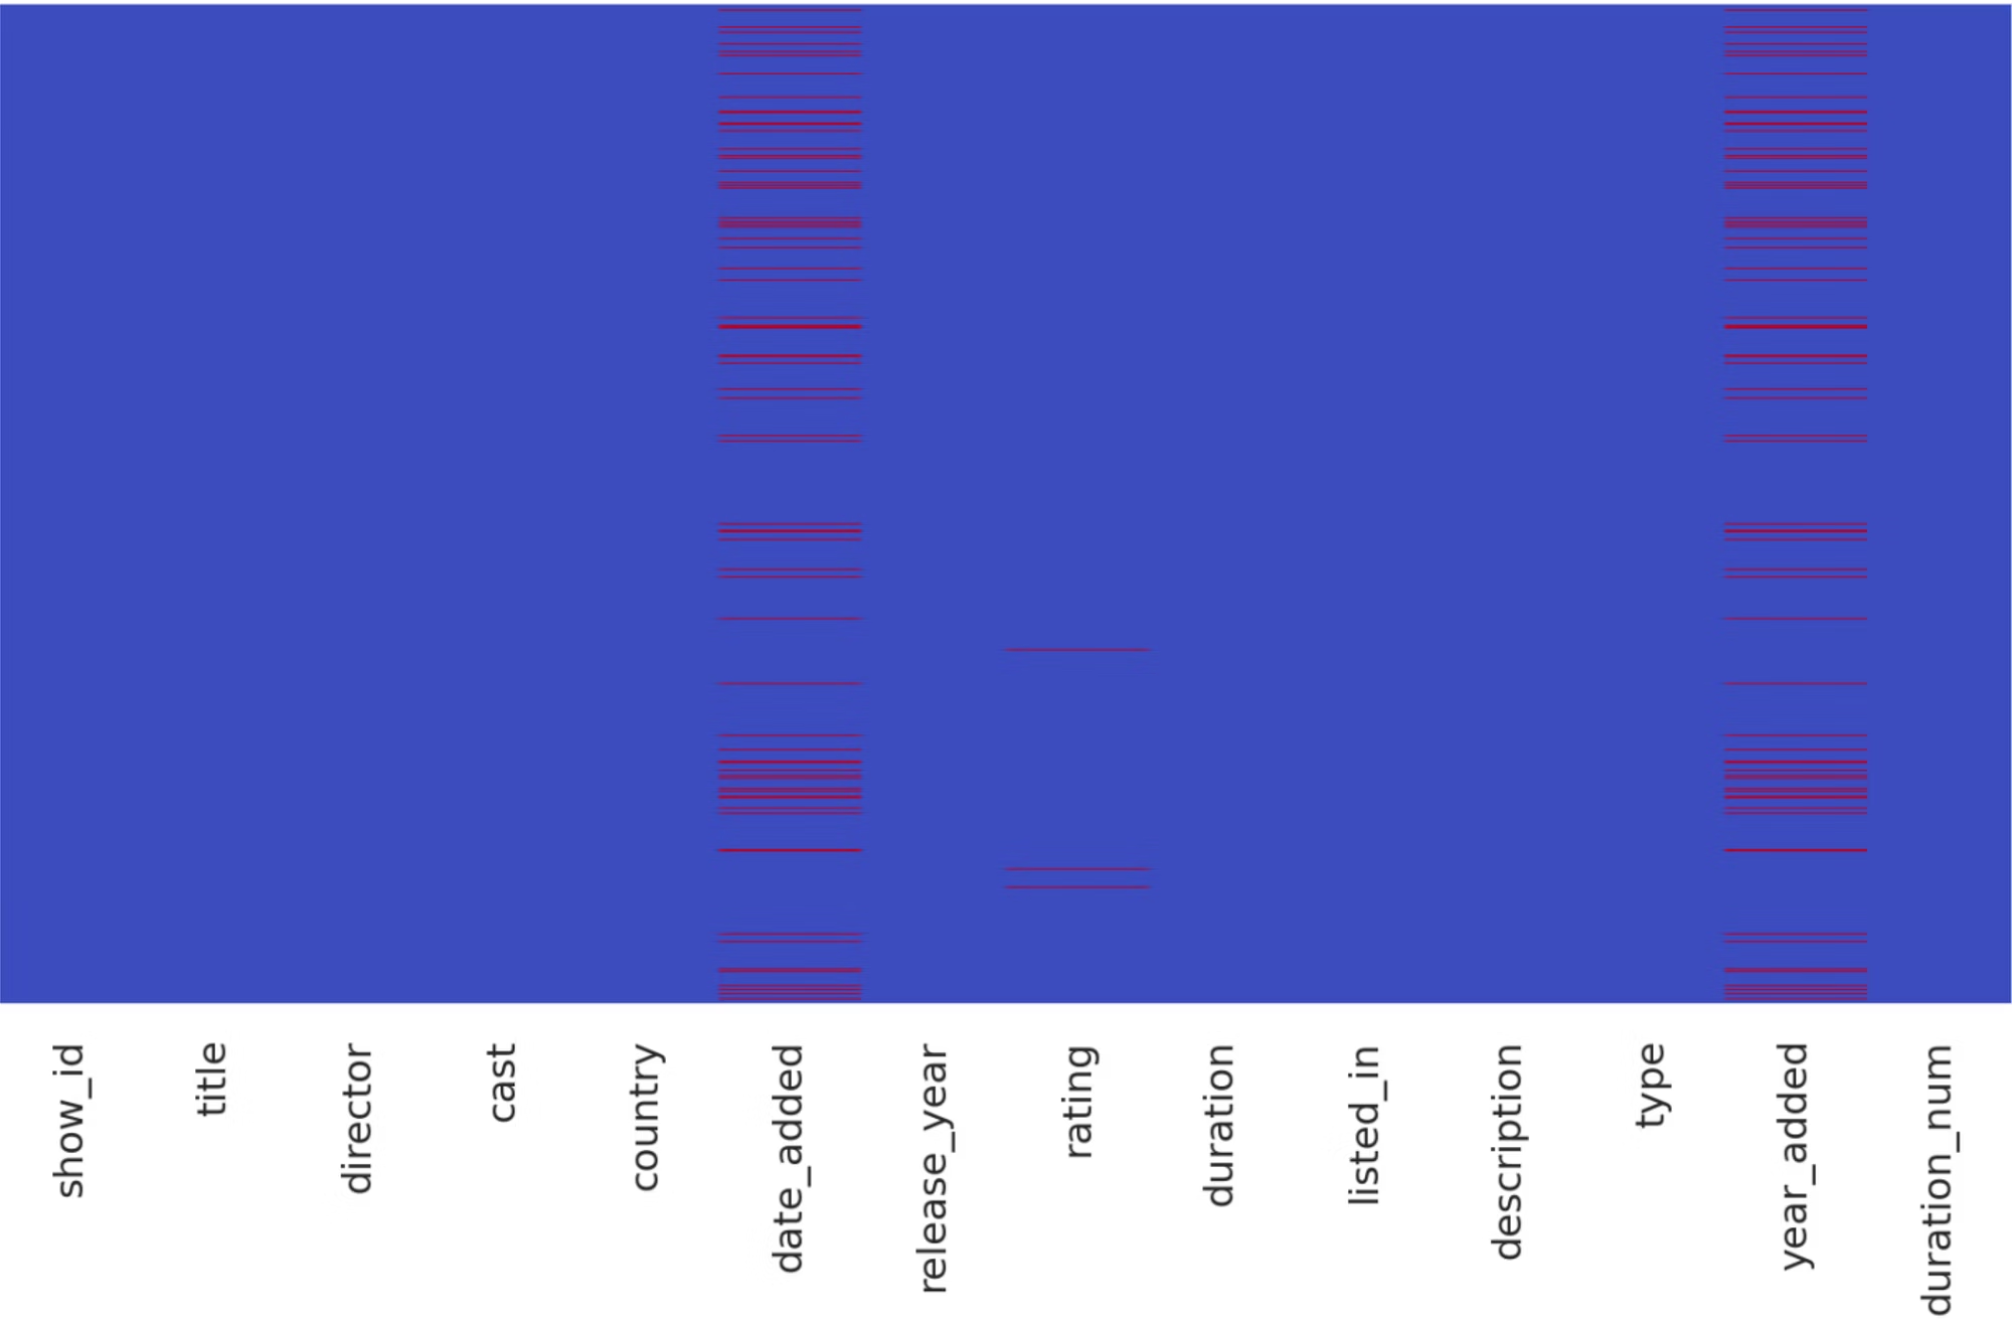 show_id
title
director
cast
country
date_added
release_year
rating
duration
listed_in
description
type
year_added
duration_num